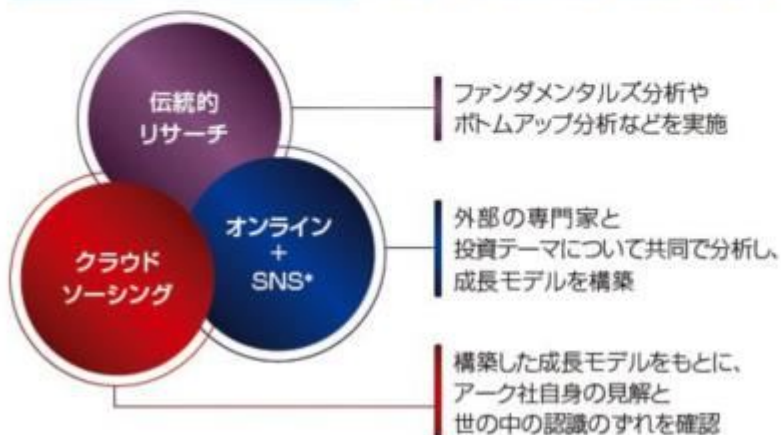 伝統的
リサーチ
ファンダメンタルズ分析や
ボトムアップ分析などを実施
オンライン
+
SNS*
外部の専門家と
投資テーマについて共同で分析し、
成長モデルを構築
クラウド
ソーシング
構築した成長モデルをもとに、
アーク社自身の見解と
世の中の認識のずれを確認